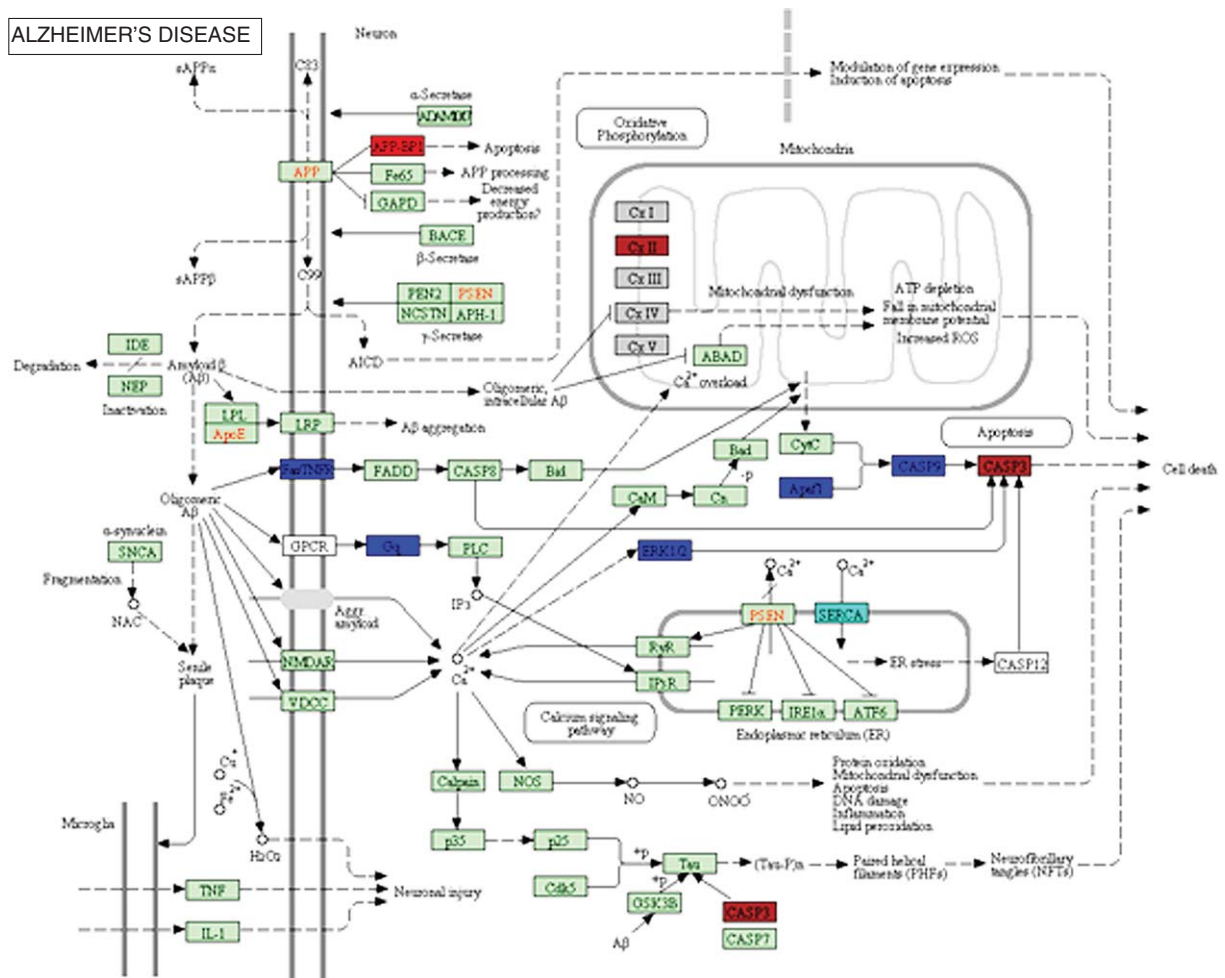 ALZHEIMER'S DISEASE
Neuron
sAPPα
C83
α-Secretase
ADAM10/17
APP
APP-BP1
Apoptosis
Fe65
APP processing
GAPD
Decreased
energy
production?
BACE
β-Secretase
sAPPβ
C99
PEN2
PSEN
NCSTN
APH-1
γ-Secretase
AICD
Modulation of gene expression
Induction of apoptosis
Oxidative
Phosphorylation
Mitochondria
Cx I
Cx II
Cx III
Cx IV
Cx V
Mitochondrial dysfunction
ATP depletion
Fall in mitochondrial
membrane potential
Increased ROS
ABAD
Ca2+ overload
IDE
Degradation
NEP
Inactivation
Amyloid β
(Aβ)
Oligomeric
intracellular Aβ
LPL
ApoE
LRP
Aβ aggregation
Fas/TNFR
FADD
CASP8
Bid
Bad
-p
CaM
Cn
CytC
Apaf1
CASP9
CASP3
Apoptosis
Cell death
Oligomeric
Aβ
α-synuclein
SNCA
Fragmentation
NAC
Senile
plaque
GPCR
Gq
PLC
IP3
ERK1/2
Aggr.
amyloid
NMDAR
VDCC
Ca2+
RyR
IP3R
Ca2+
Ca2+
PSEN
SERCA
ER stress
CASP12
PERK
IRE1α
ATF6
Endoplasmic reticulum (ER)
Calcium signaling
pathway
Calpain
NOS
NO
ONOO-
Protein oxidation
Mitochondrial dysfunction
Apoptosis
DNA damage
Inflammation
Lipid peroxidation
H2O2
Microglia
TNF
IL-1
Neuronal injury
p35
p25
Cdk5
+p
Tau
(Tau-P)n
Paired helical
filaments (PHFs)
Neurofibrillary
tangles (NFTs)
+p
GSK3B
Aβ
CASP3
CASP7